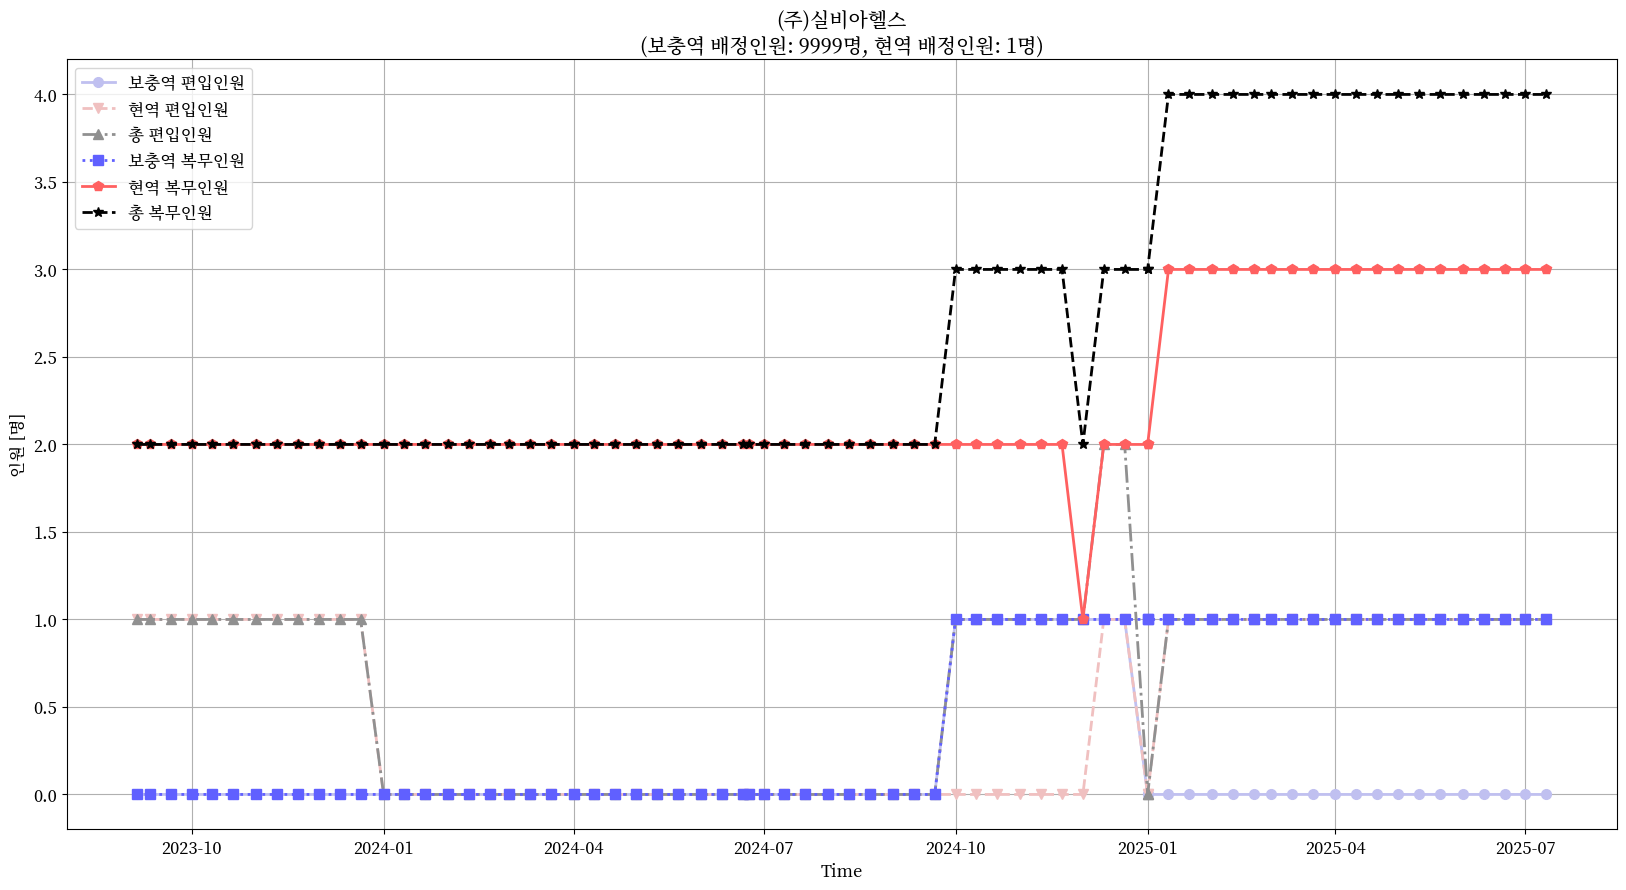 (주)실비아헬스
(보충역 배정인원: 9999명, 현역 배정인원: 1명)
보충역 편입인원
현역 편입인원
총 편입인원
보충역 복무인원
현역 복무인원
총 복무인원
4.0
3.5
3.0
2.5
2.0
1.5
1.0
0.5
0.0
인원 [명]
2023-10 2024-01 2024-04 2024-07 2024-10 2025-01 2025-04 2025-07
Time